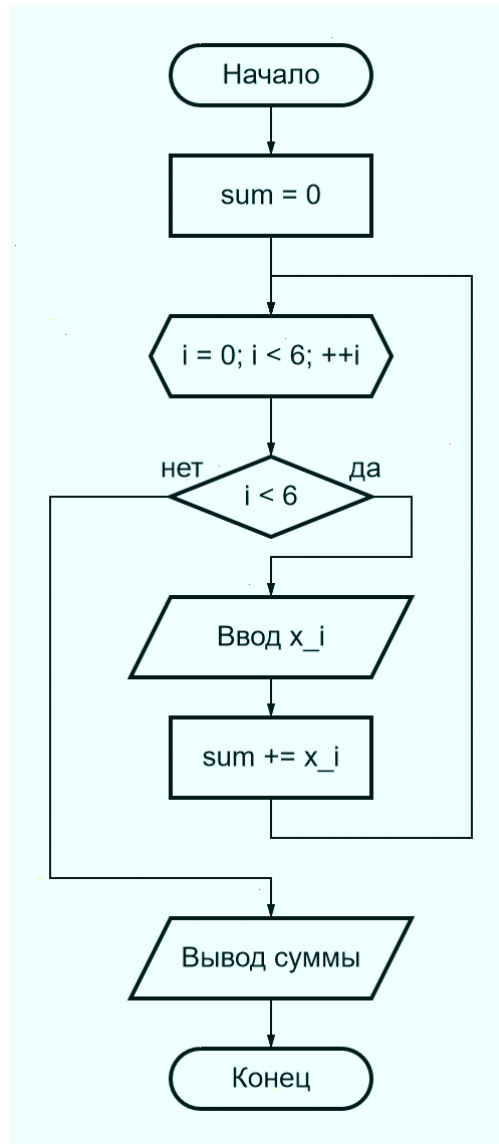 Начало
sum = 0
i = 0; i < 6; ++i
нет
да
i < 6
Ввод x_i
sum += x_i
Вывод суммы
Конец